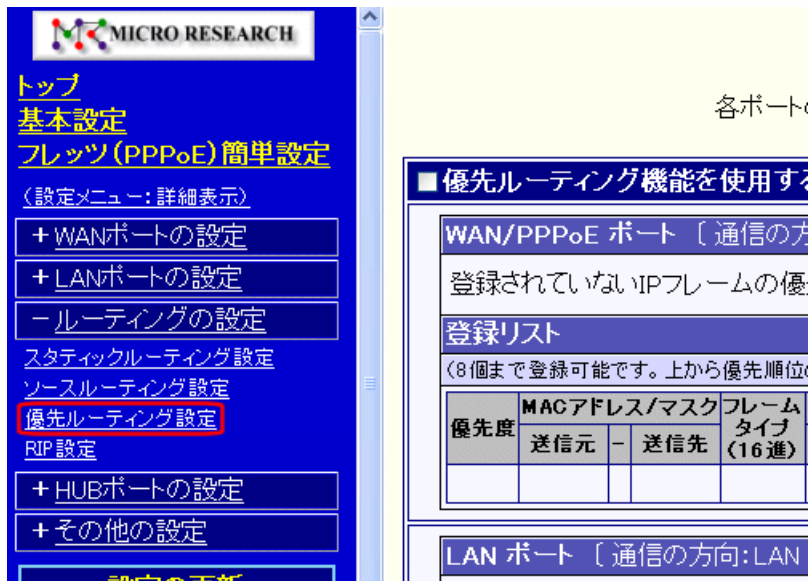 MICRO RESEARCH
トップ
基本設定
フレッツ(PPPoE)簡単設定
(設定メニュー:詳細表示)
+WANポートの設定
+LANポートの設定
-ルーティングの設定
スタティックルーティング設定
ソースルーティング設定
優先ルーティング設定
RIP設定
+HUBポートの設定
+その他の設定
設定の更新
各ポート
■優先ルーティング機能を使用する
WAN/PPPoE ポート 〔 通信の方
登録されていないIPフレームの優
登録リスト
(8個まで登録可能です。上から優先順位
優先度
MACアドレス/マスク
送信元 - 送信先
フレーム
タイプ
(16進)
LAN ポート 〔 通信の方向:LAN